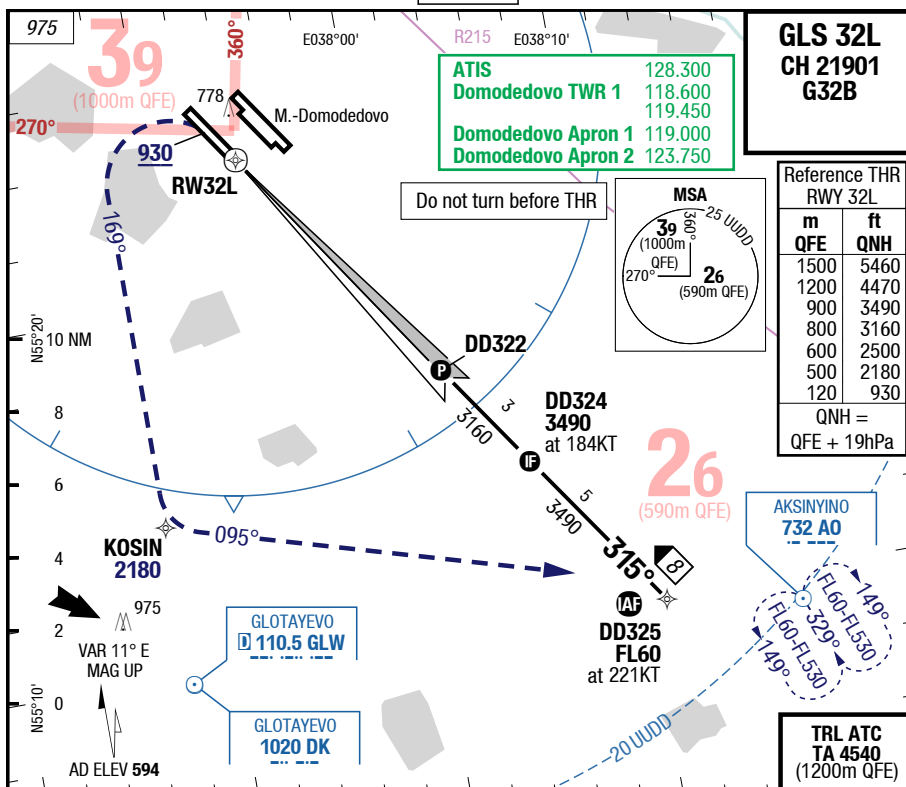 975
39
(1000m QFE)
360°
E038°00'
R215
E038°10'
GLS 32L
CH 21901
G32B
ATIS 128.300
Domodedovo TWR 1 118.600
119.450
Domodedovo Apron 1 119.000
Domodedovo Apron 2 123.750
778
M.-Domodedovo
270°
930
RW32L
Do not turn before THR
MSA
25 UUDD
360°
39
(1000m
QFE)
270°
26
(590m QFE)
Reference THR
RWY 32L
m ft
QFE QNH
1500 5460
1200 4470
900 3490
800 3160
600 2500
500 2180
120 930
QNH =
QFE + 19hPa
169°
N55°20'
10 NM
DD322
P
3
3160
DD324
3490
at 184KT
IF
8
6
5
3490
26
(590m QFE)
AKSINYINO
732 AO
KOSIN
2180
095°
4
315°
8
IAF
DD325
FL60
at 221KT
149°
FL60-FL530
329°
FL60-FL530
149°
975
2
VAR 11° E
MAG UP
GLOTAYEVO
D 110.5 GLW
N55°10'
0
GLOTAYEVO
1020 DK
20 UUDD
AD ELEV 594
TRL ATC
TA 4540
(1200m QFE)